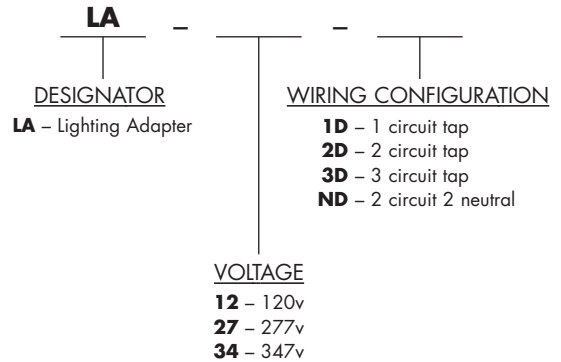 LA – –
DESIGNATOR
LA – Lighting Adapter
WIRING CONFIGURATION
1D – 1 circuit tap
2D – 2 circuit tap
3D – 3 circuit tap
ND – 2 circuit 2 neutral
VOLTAGE
12 – 120v
27 – 277v
34 – 347v